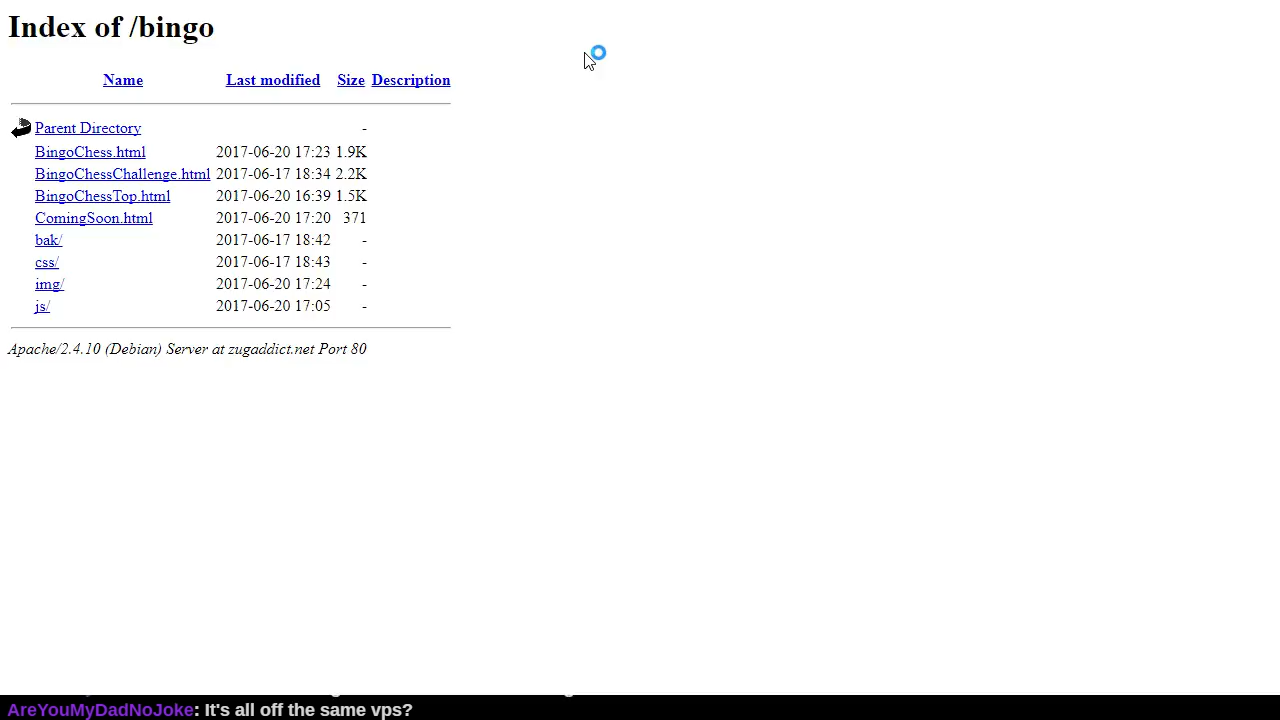 Index of /bingo
Name Last modified Size Description
Parent Directory -
BingoChess.html 2017-06-20 17:23 1.9K
BingoChessChallenge.html 2017-06-17 18:34 2.2K
BingoChessTop.html 2017-06-20 16:39 1.5K
ComingSoon.html 2017-06-20 17:20 371
bak/ 2017-06-17 18:42 -
css/ 2017-06-17 18:43 -
img/ 2017-06-20 17:24 -
js/ 2017-06-20 17:05 -
Apache/2.4.10 (Debian) Server at zugaddict.net Port 80
AreYouMyDadNoJoke: It's all off the same vps?